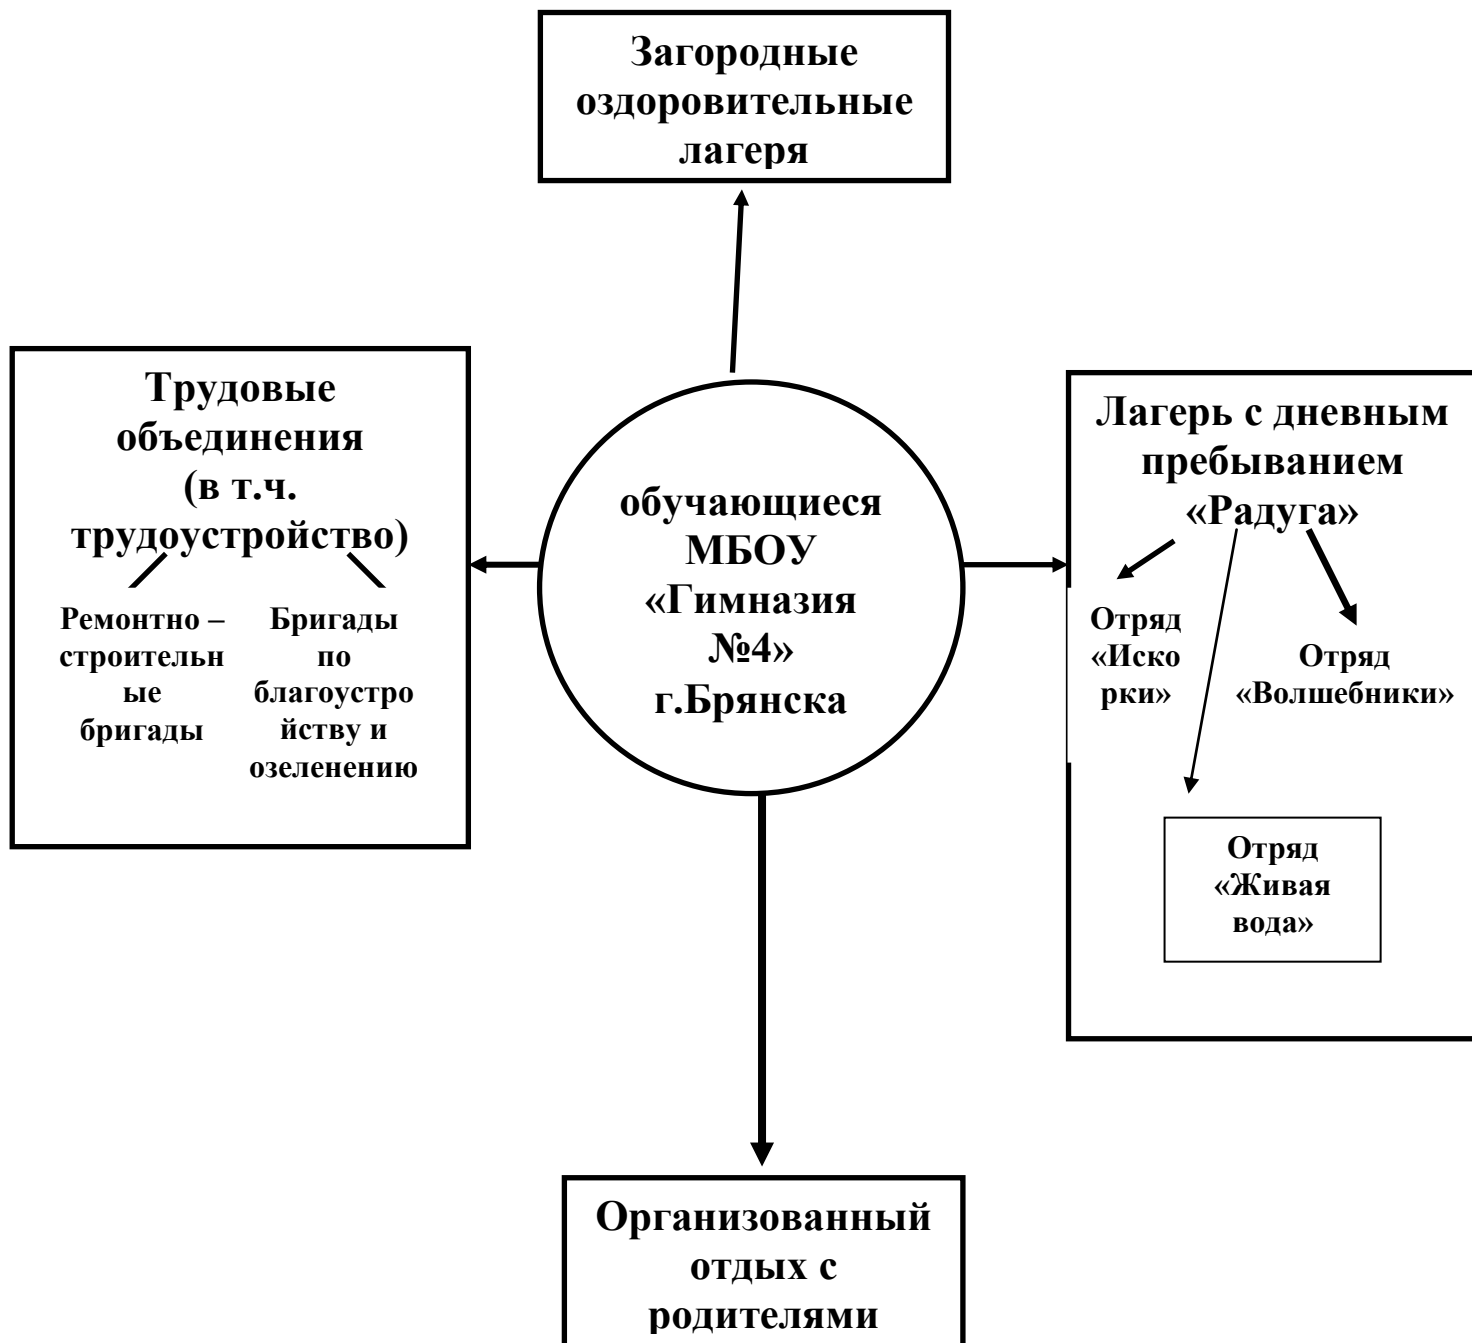 Загородные
оздоровительные
лагеря
Трудовые
объединения
(в т.ч.
трудоустройство)
Ремонтно –
строительн
ые
бригады
Бригады
по
благоустро
йству и
озеленению
обучающиеся
МБОУ
«Гимназия
№4»
г.Брянска
Лагерь с дневным
пребыванием
«Радуга»
Отряд
«Иско
рки»
Отряд
«Волшебники»
Отряд
«Живая
вода»
Организованный
отдых с
родителями